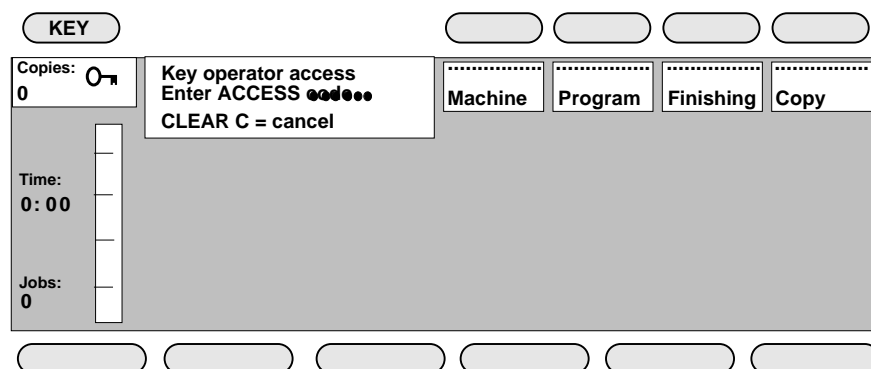 KEY
Copies:
0
Key operator access
Enter ACCESS code
CLEAR C = cancel
Machine
Program
Finishing
Copy
Time:
0:00
Jobs:
0